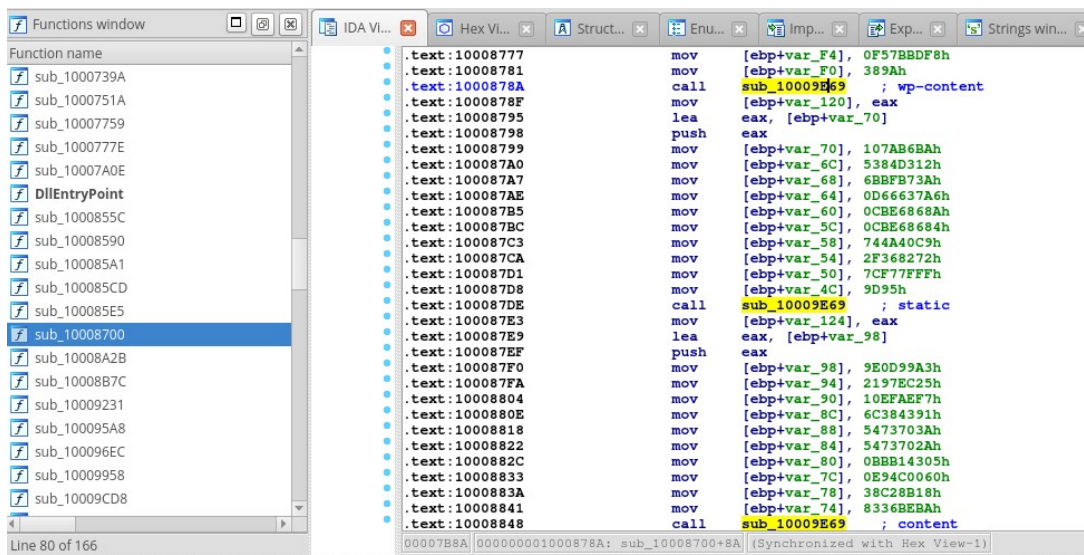 Functions window
Function name
sub_1000739A
sub_1000751A
sub_10007759
sub_1000777E
sub_10007A0E
DllEntryPoint
sub_1000855C
sub_10008590
sub_100085A1
sub_100085CD
sub_100085E5
sub_10008700
sub_10008A2B
sub_10008B7C
sub_10009231
sub_100095A8
sub_100096EC
sub_10009958
sub_10009CD8
Line 80 of 166
IDA Vi... Hex Vi... Struct... Enu... Imp... Exp... Strings win...
.text:10008777 mov [ebp+var_F4], 0F57BBDF8h
.text:10008781 mov [ebp+var_F0], 389Ah
.text:1000878A call sub_10009E69 ; wp-content
.text:1000878F mov [ebp+var_120], eax
.text:10008795 lea eax, [ebp+var_70]
.text:10008798 push eax
.text:10008799 mov [ebp+var_70], 107AB6BAh
.text:100087A0 mov [ebp+var_6C], 5384D312h
.text:100087A7 mov [ebp+var_68], 6BBFB73Ah
.text:100087AE mov [ebp+var_64], 0D66637A6h
.text:100087B5 mov [ebp+var_60], 0CBE6868Ah
.text:100087BC mov [ebp+var_5C], 0CBE68684h
.text:100087C3 mov [ebp+var_58], 744A40C9h
.text:100087CA mov [ebp+var_54], 2F368272h
.text:100087D1 mov [ebp+var_50], 7CF77FFFh
.text:100087D8 mov [ebp+var_4C], 9D95h
.text:100087DE call sub_10009E69 ; static
.text:100087E3 mov [ebp+var_124], eax
.text:100087E9 lea eax, [ebp+var_98]
.text:100087EF push eax
.text:100087F0 mov [ebp+var_98], 9E0D99A3h
.text:100087FA mov [ebp+var_94], 2197EC25h
.text:10008804 mov [ebp+var_90], 10EFAEF7h
.text:1000880E mov [ebp+var_8C], 6C384391h
.text:10008818 mov [ebp+var_88], 5473703Ah
.text:10008822 mov [ebp+var_84], 5473702Ah
.text:1000882C mov [ebp+var_80], 0BBB14305h
.text:10008833 mov [ebp+var_7C], 0E94C0060h
.text:1000883A mov [ebp+var_78], 38C28B18h
.text:10008841 mov [ebp+var_74], 8336BEBAh
.text:10008848 call sub_10009E69 ; content
00007B8A 000000001000878A: sub_10008700+8A (Synchronized with Hex View-1)